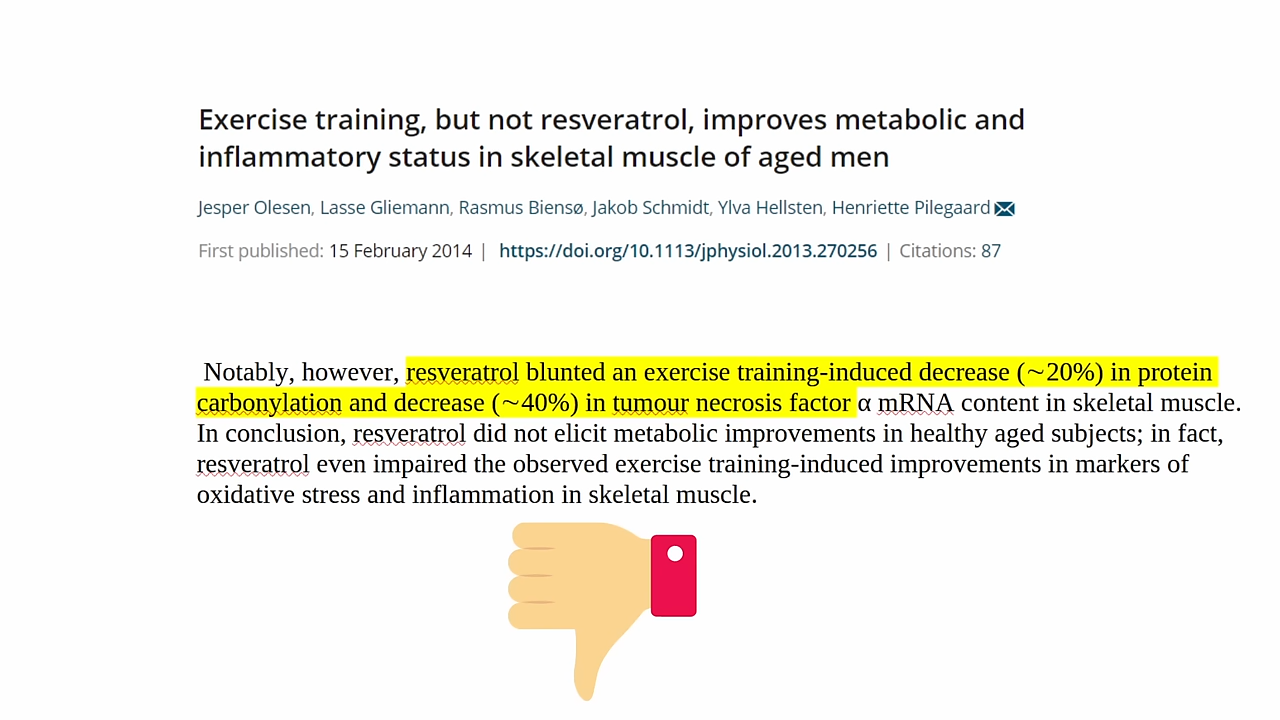 Exercise training, but not resveratrol, improves metabolic and
inflammatory status in skeletal muscle of aged men
Jesper Olesen, Lasse Gliemann, Rasmus Biensø, Jakob Schmidt, Ylva Hellsten, Henriette Pilegaard
First published: 15 February 2014 | https://doi.org/10.1113/jphysiol.2013.270256 | Citations: 87
Notably, however, resveratrol blunted an exercise training-induced decrease (∼20%) in protein
carbonylation and decrease (∼40%) in tumour necrosis factor α mRNA content in skeletal muscle.
In conclusion, resveratrol did not elicit metabolic improvements in healthy aged subjects; in fact,
resveratrol even impaired the observed exercise training-induced improvements in markers of
oxidative stress and inflammation in skeletal muscle.